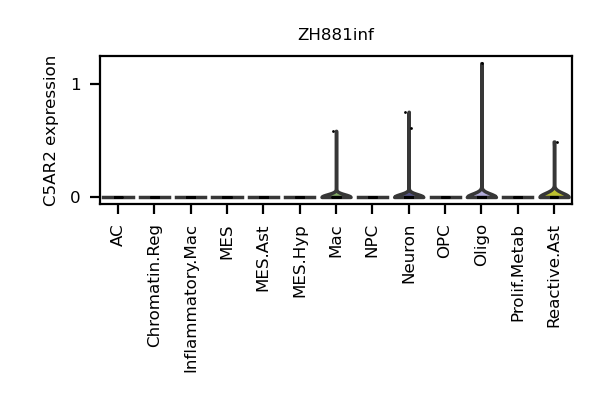 ZH881inf
C5AR2 expression
1
0
AC
Chromatin.Reg
Inflammatory.Mac
MES
MES.Ast
MES.Hyp
Mac
NPC
Neuron
OPC
Oligo
Prolif.Metab
Reactive.Ast